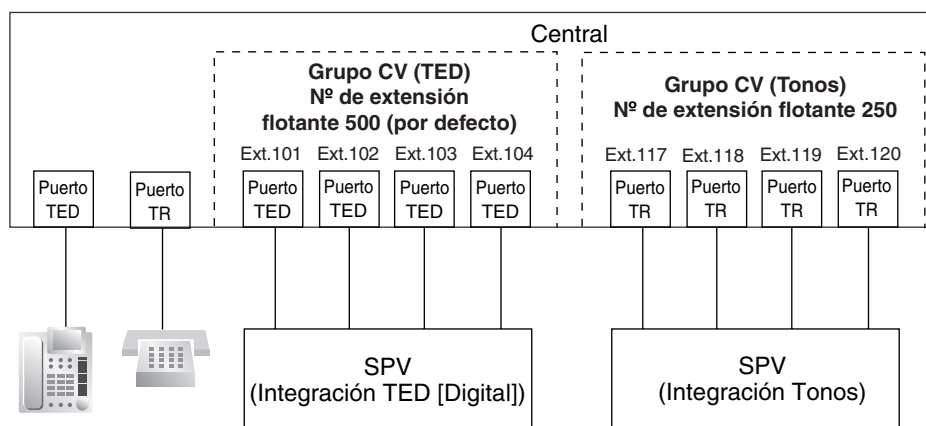 Central
Grupo CV (TED)
Nº de extensión
flotante 500 (por defecto)
Grupo CV (Tonos)
Nº de extensión flotante 250
Ext.101 Ext.102 Ext.103 Ext.104
Ext.117 Ext.118 Ext.119 Ext.120
Puerto
TED
Puerto
TR
Puerto
TED
Puerto
TED
Puerto
TED
Puerto
TED
Puerto
TR
Puerto
TR
Puerto
TR
Puerto
TR
SPV
(Integración TED [Digital])
SPV
(Integración Tonos)